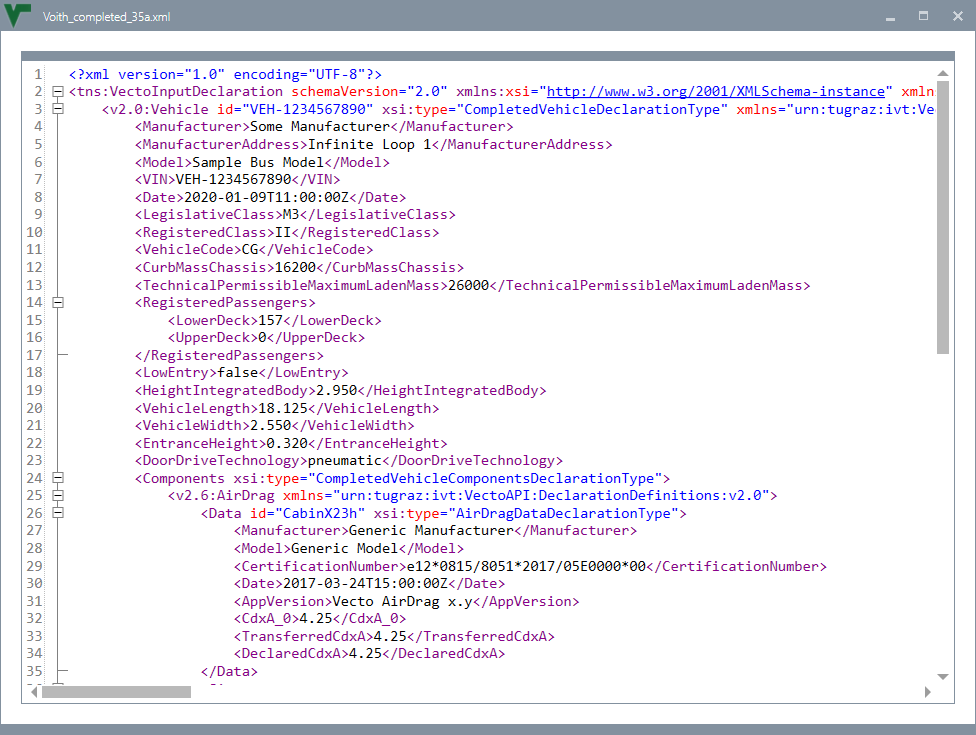 Voith_completed_35a.xml
1 <?xml version="1.0" encoding="UTF-8"?>
2 <tns:VectoInputDeclaration schemaVersion="2.0" xmlns:xsi="http://www.w3.org/2001/XMLSchema-instance" xmln
3 <v2.0:Vehicle id="VEH-1234567890" xsi:type="CompletedVehicleDeclarationType" xmlns="urn:tugraz:ivt:Ve
4 <Manufacturer>Some Manufacturer</Manufacturer>
5 <ManufacturerAddress>Infinite Loop 1</ManufacturerAddress>
6 <Model>Sample Bus Model</Model>
7 <VIN>VEH-1234567890</VIN>
8 <Date>2020-01-09T11:00:00Z</Date>
9 <LegislativeClass>M3</LegislativeClass>
10 <RegisteredClass>II</RegisteredClass>
11 <VehicleCode>CG</VehicleCode>
12 <CurbMassChassis>16200</CurbMassChassis>
13 <TechnicalPermissibleMaximumLadenMass>26000</TechnicalPermissibleMaximumLadenMass>
14 <RegisteredPassengers>
15 <LowerDeck>157</LowerDeck>
16 <UpperDeck>0</UpperDeck>
17 </RegisteredPassengers>
18 <LowEntry>false</LowEntry>
19 <HeightIntegratedBody>2.950</HeightIntegratedBody>
20 <VehicleLength>18.125</VehicleLength>
21 <VehicleWidth>2.550</VehicleWidth>
22 <EntranceHeight>0.320</EntranceHeight>
23 <DoorDriveTechnology>pneumatic</DoorDriveTechnology>
24 <Components xsi:type="CompletedVehicleComponentsDeclarationType">
25 <v2.6:AirDrag xmlns="urn:tugraz:ivt:VectoAPI:DeclarationDefinitions:v2.0">
26 <Data id="CabinX23h" xsi:type="AirDragDataDeclarationType">
27 <Manufacturer>Generic Manufacturer</Manufacturer>
28 <Model>Generic Model</Model>
29 <CertificationNumber>e12*0815/8051*2017/05E0000*00</CertificationNumber>
30 <Date>2017-03-24T15:00:00Z</Date>
31 <AppVersion>Vecto AirDrag x.y</AppVersion>
32 <CdxA_0>4.25</CdxA_0>
33 <TransferredCdxA>4.25</TransferredCdxA>
34 <DeclaredCdxA>4.25</DeclaredCdxA>
35 </Data>